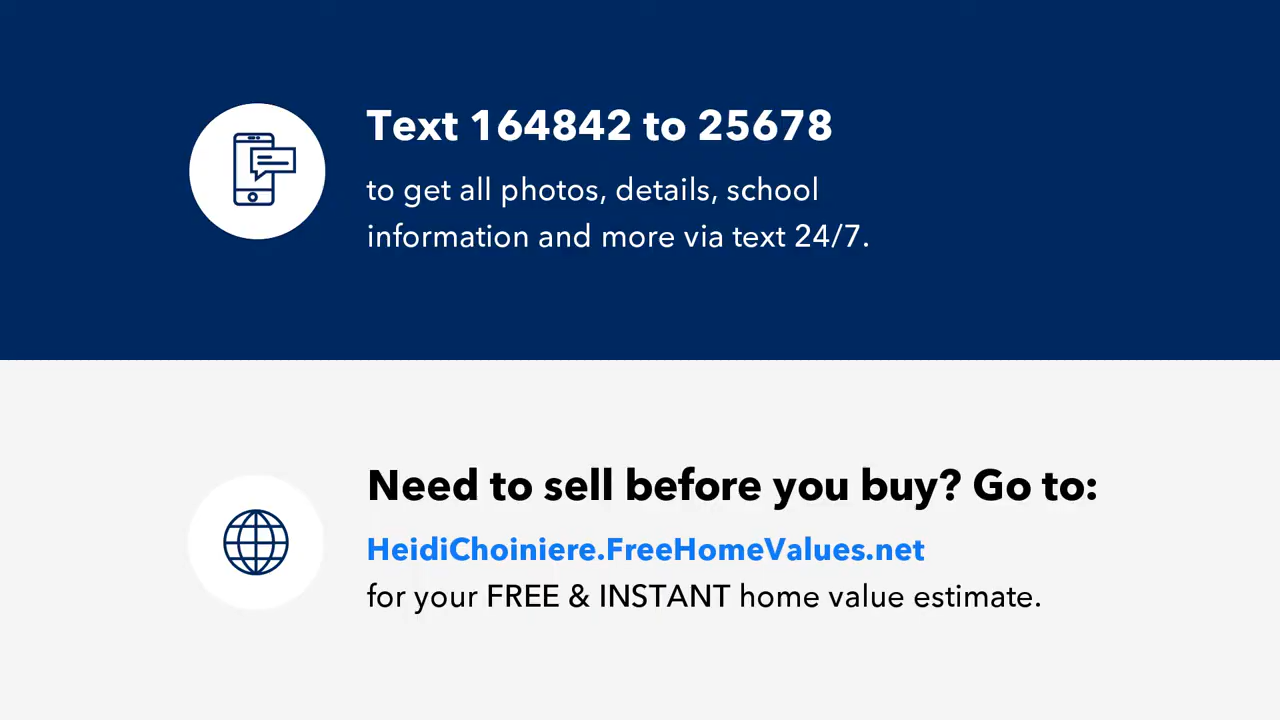 Text 164842 to 25678
to get all photos, details, school
information and more via text 24/7.
Need to sell before you buy? Go to:
HeidiChoiniere.FreeHomeValues.net
for your FREE & INSTANT home value estimate.